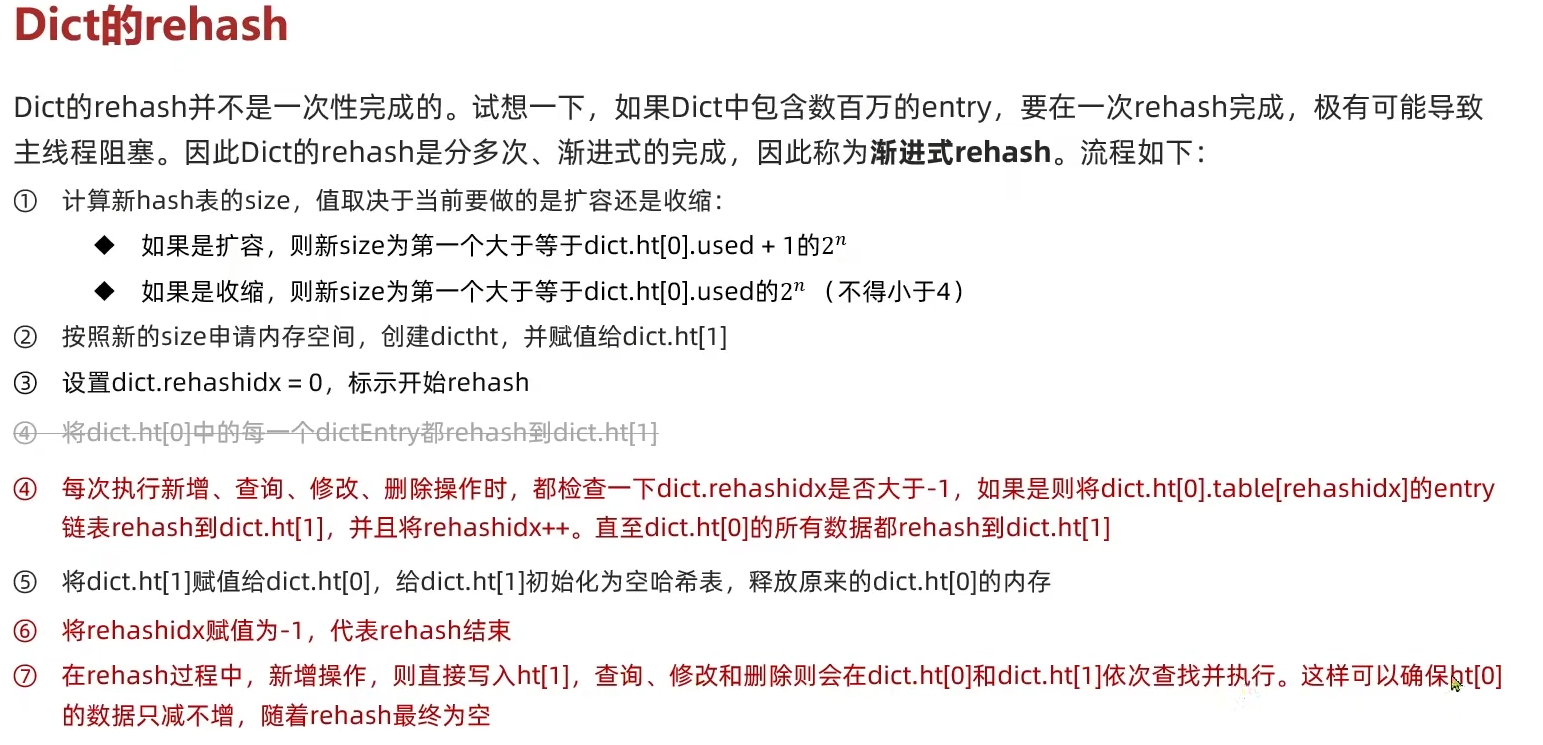 Dict的rehash
Dict的rehash并不是一次性完成的。试想一下，如果Dict中包含数百万的entry，要在一次rehash完成，极有可能导致
主线程阻塞。因此Dict的rehash是分多次、渐进式的完成，因此称为渐进式rehash。流程如下：
① 计算新hash表的size，值取决于当前要做的是扩容还是收缩：
◆ 如果是扩容，则新size为第一个大于等于dict.ht[0].used + 1的2ⁿ
◆ 如果是收缩，则新size为第一个大于等于dict.ht[0].used的2ⁿ （不得小于4）
② 按照新的size申请内存空间，创建dictht，并赋值给dict.ht[1]
③ 设置dict.rehashidx = 0，标示开始rehash
④ 将dict.ht[0]中的每一个dictEntry都rehash到dict.ht[1]
④ 每次执行新增、查询、修改、删除操作时，都检查一下dict.rehashidx是否大于-1，如果是则将dict.ht[0].table[rehashidx]的entry
链表rehash到dict.ht[1]，并且将rehashidx++。直至dict.ht[0]的所有数据都rehash到dict.ht[1]
⑤ 将dict.ht[1]赋值给dict.ht[0]，给dict.ht[1]初始化为空哈希表，释放原来的dict.ht[0]的内存
⑥ 将rehashidx赋值为-1，代表rehash结束
⑦ 在rehash过程中，新增操作，则直接写入ht[1]，查询、修改和删除则会在dict.ht[0]和dict.ht[1]依次查找并执行。这样可以确保ht[0]
的数据只减不增，随着rehash最终为空